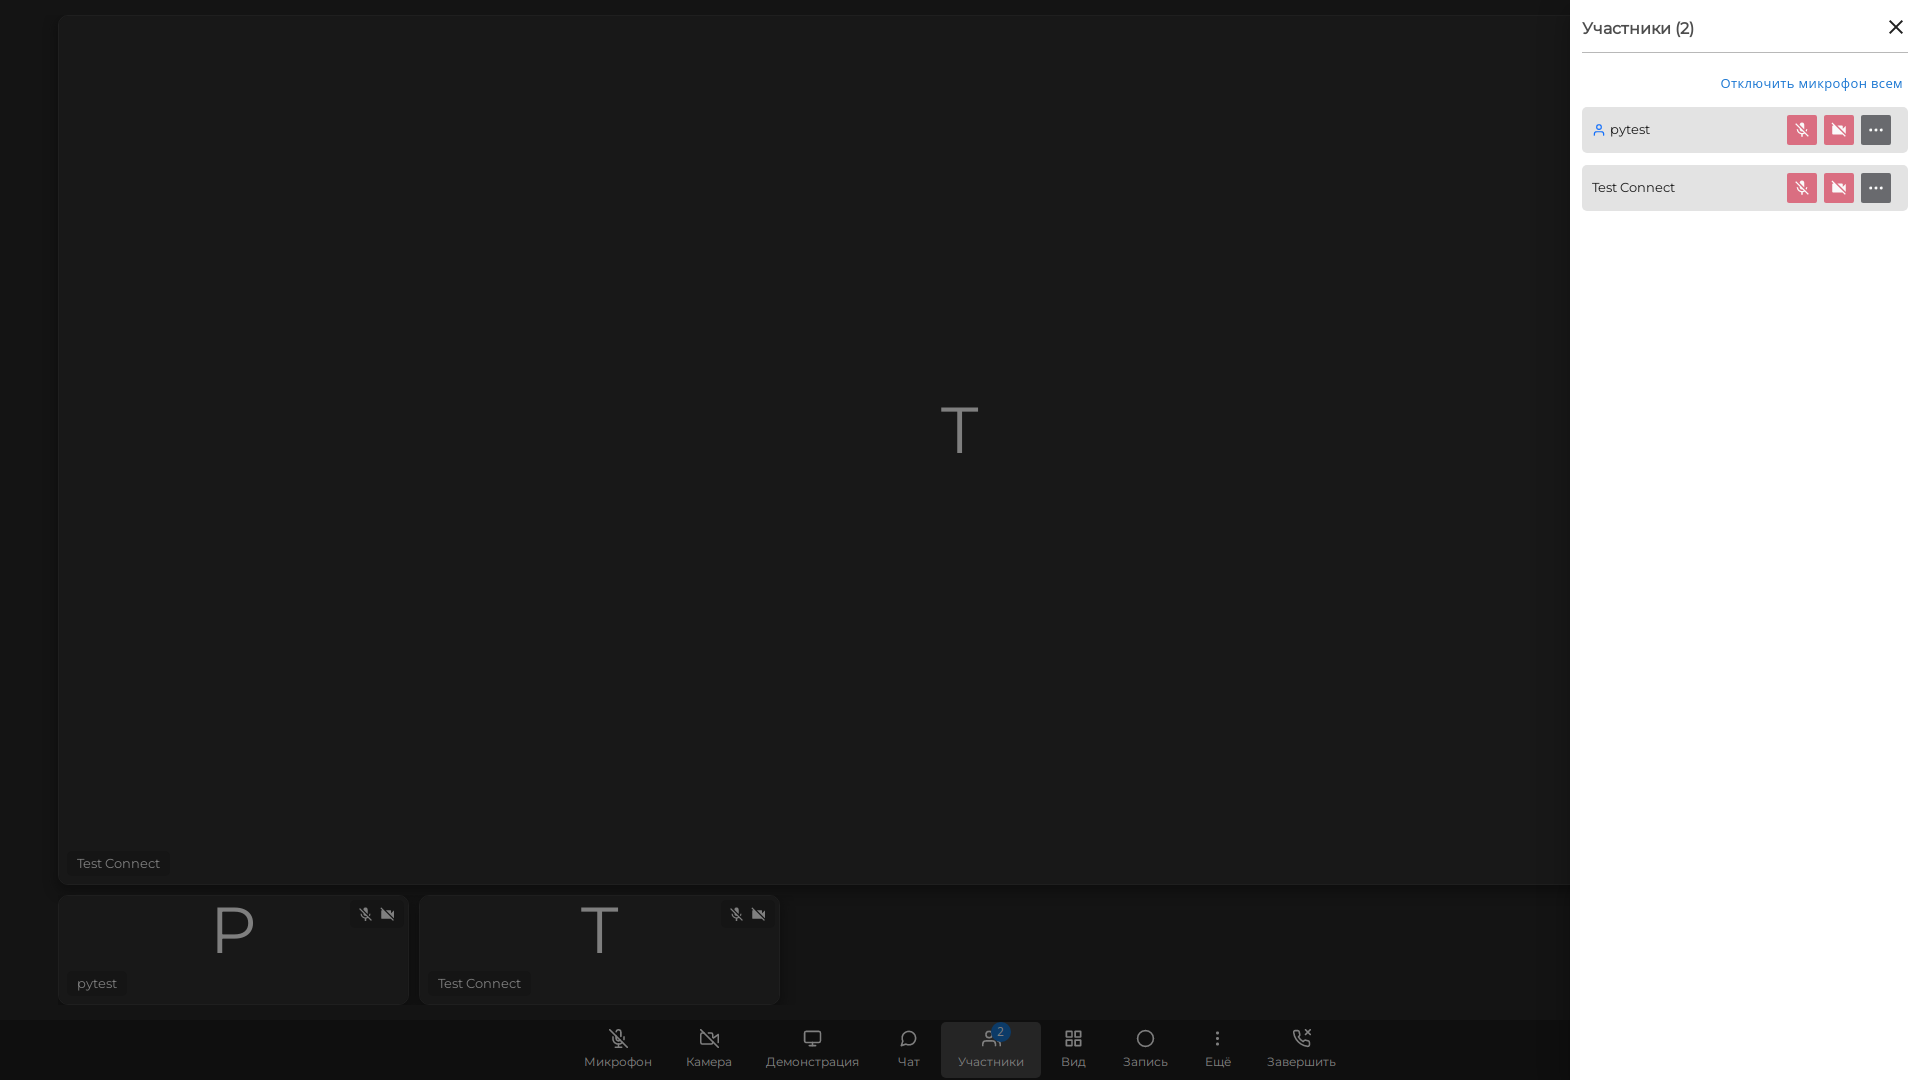 Участники (2)
Отключить микрофон всем
pytest
Test Connect
T
Test Connect
P
pytest
T
Test Connect
Микрофон
Камера
Демонстрация
Чат
2
Участники
Вид
Запись
Ещё
Завершить